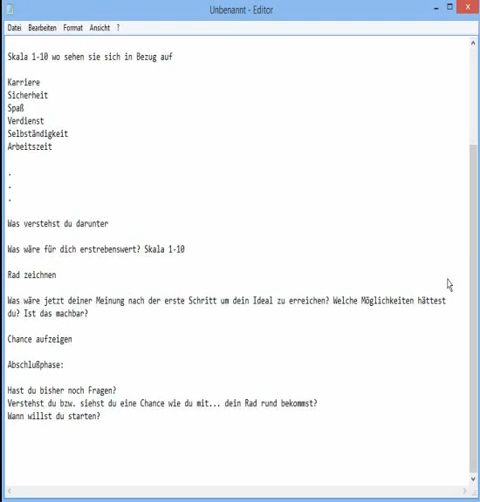 Unbenannt - Editor
Datei Bearbeiten Format Ansicht ?
Skala 1-10 wo sehen sie sich in Bezug auf
Karriere
Sicherheit
Spaß
Verdienst
Selbständigkeit
Arbeitszeit
.
.
.
Was verstehst du darunter
Was wäre für dich erstrebenswert? Skala 1-10
Rad zeichnen
Was wäre jetzt deiner Meinung nach der erste Schritt um dein Ideal zu erreichen? Welche Möglichkeiten hättest
du? Ist das machbar?
Chance aufzeigen
Abschlußphase:
Hast du bisher noch Fragen?
Verstehst du bzw. siehst du eine Chance wie du mit... dein Rad rund bekommst?
Wann willst du starten?